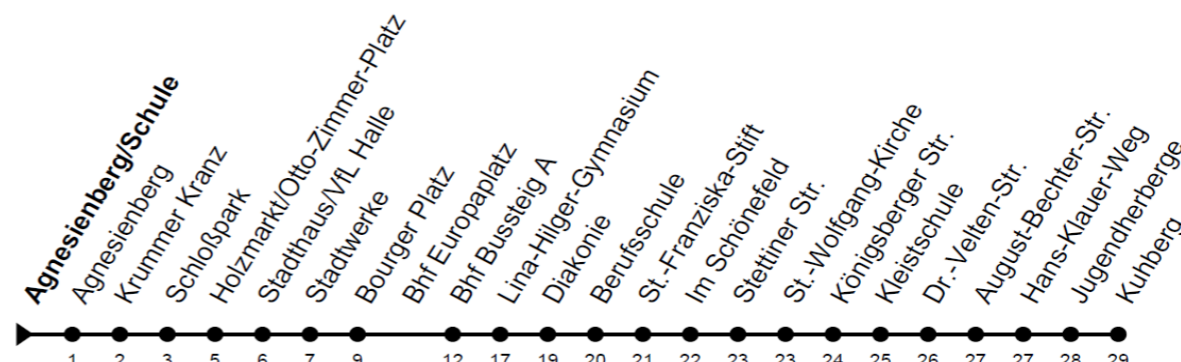 Agnesienberg/Schule
Agnesienberg
Krummer Kranz
Schloßpark
Holzmarkt/Otto-Zimmer-Platz
Stadthaus/VfL Halle
Stadtwerke
Bourger Platz
Bhf Europaplatz
Bhf Bussteig A
Lina-Hilger-Gymnasium
Diakonie
Berufsschule
St.-Franziska-Stift
Im Schönefeld
Stettiner Str.
St.-Wolfgang-Kirche
Königsberger Str.
Kleistschule
Dr.-Velten-Str.
August-Bechter-Str.
Hans-Klauer-Weg
Jugendherberge
Kuhberg
1 2 3 5 6 7 9 12 17 19 20 21 22 23 23 24 25 26 27 27 28 29